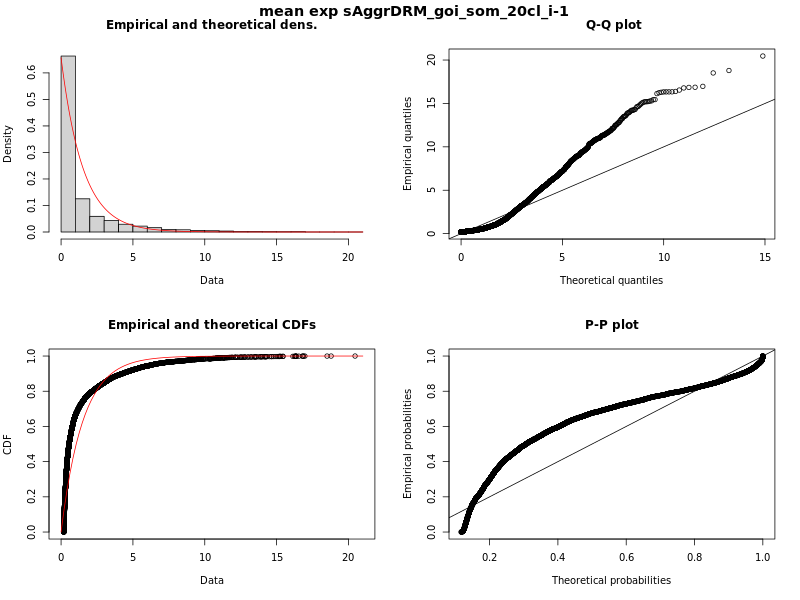 mean exp sAggrDRM_goi_som_20cl_i-1
Empirical and theoretical dens.
Density
0.0 0.1 0.2 0.3 0.4 0.5 0.6
0 5 10 15 20
Data
Q-Q plot
Empirical quantiles
0 5 10 15 20
0 5 10 15
Theoretical quantiles
Empirical and theoretical CDFs
CDF
0.0 0.2 0.4 0.6 0.8 1.0
0 5 10 15 20
Data
P-P plot
Empirical probabilities
0.0 0.2 0.4 0.6 0.8 1.0
0.2 0.4 0.6 0.8 1.0
Theoretical probabilities